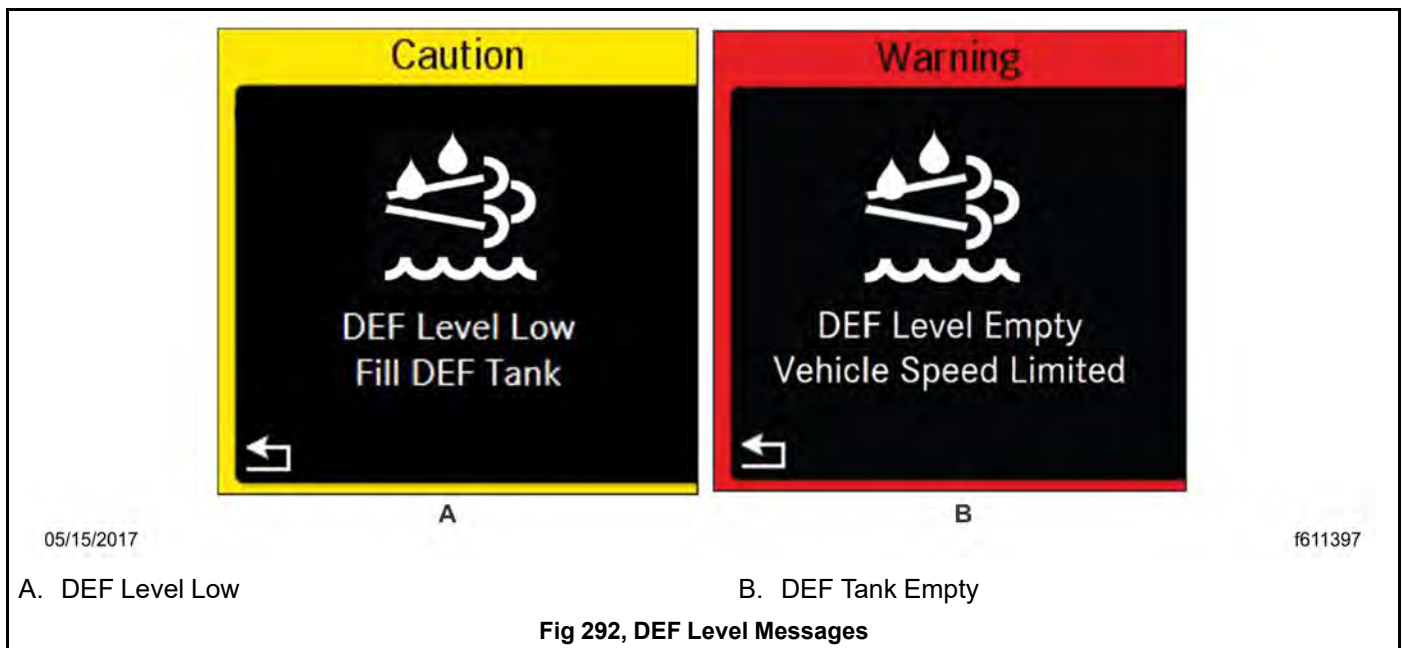 Caution
DEF Level Low
Fill DEF Tank
A
Warning
DEF Level Empty
Vehicle Speed Limited
B
05/15/2017
f611397
A. DEF Level Low
B. DEF Tank Empty
Fig 292, DEF Level Messages